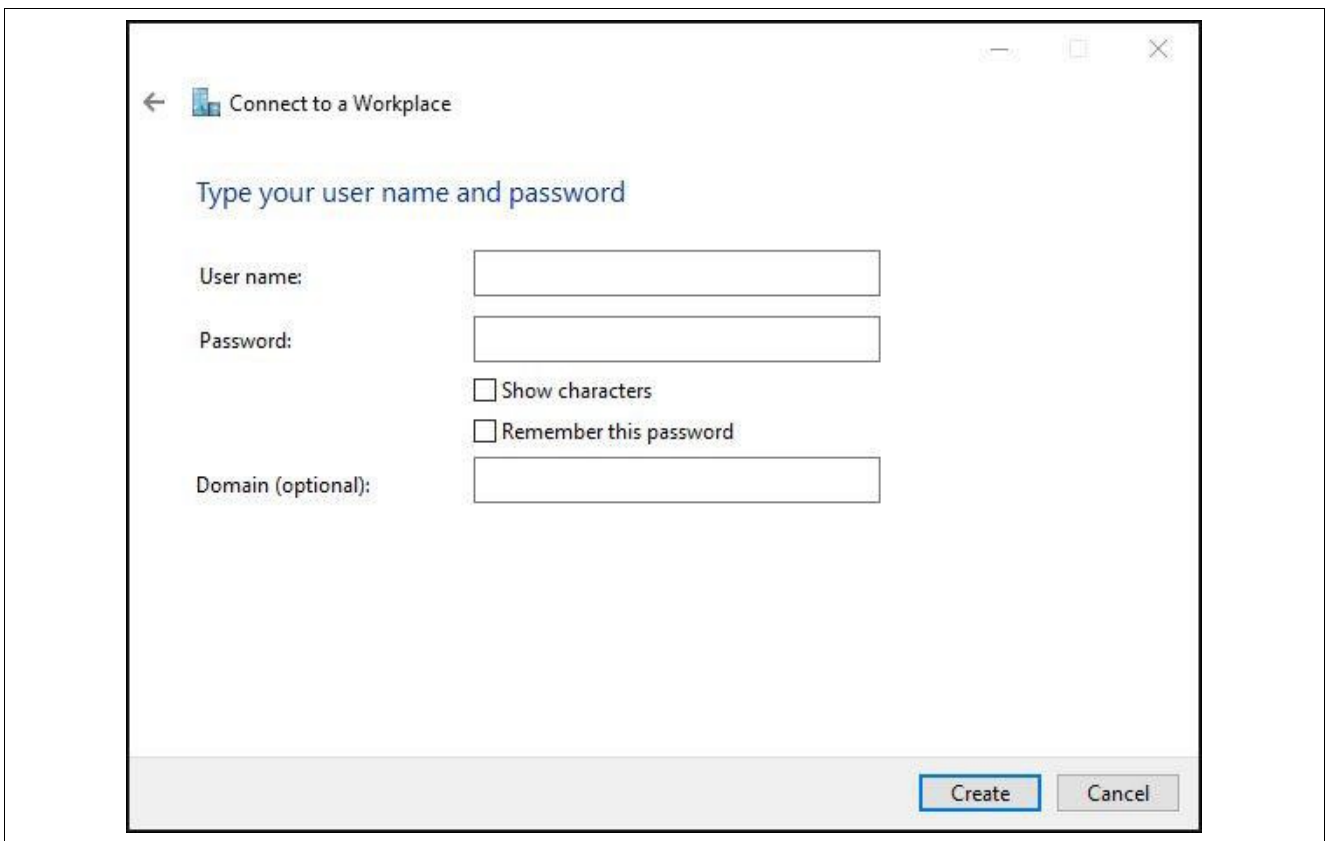 Connect to a Workplace
Type your user name and password
User name:
Password:
Show characters
Remember this password
Domain (optional):
Create Cancel